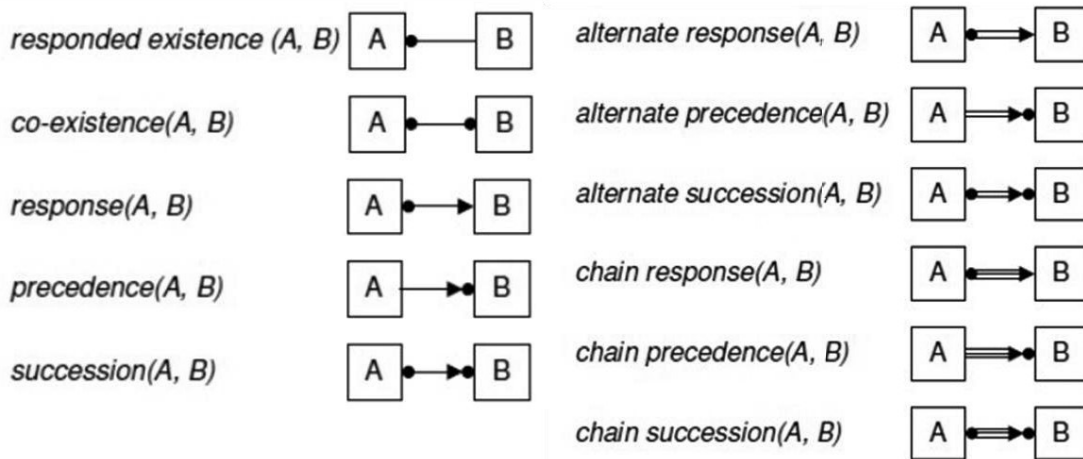 responded existence (A, B) A B
co-existence(A, B) A B
response(A, B) A B
precedence(A, B) A B
succession(A, B) A B
alternate response(A, B) A B
alternate precedence(A, B) A B
alternate succession(A, B) A B
chain response(A, B) A B
chain precedence(A, B) A B
chain succession(A, B) A B